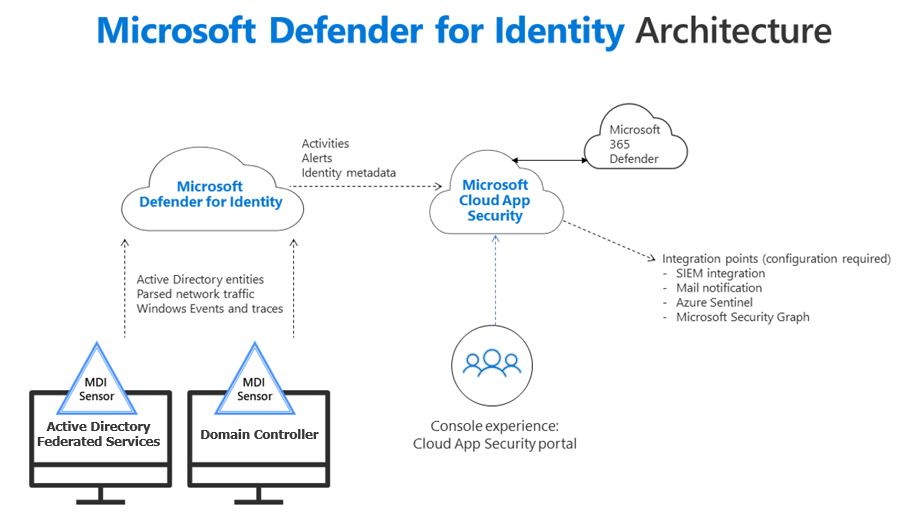 Microsoft Defender for Identity Architecture
Microsoft
365
Defender
Activities
Alerts
Identity metadata
Microsoft
Defender for Identity
Microsoft
Cloud App
Security
Active Directory entities
Parsed network traffic
Windows Events and traces
Integration points (configuration required)
- SIEM integration
- Mail notification
- Azure Sentinel
- Microsoft Security Graph
MDI
Sensor
Active Directory
Federated Services
MDI
Sensor
Domain Controller
Console experience:
Cloud App Security portal